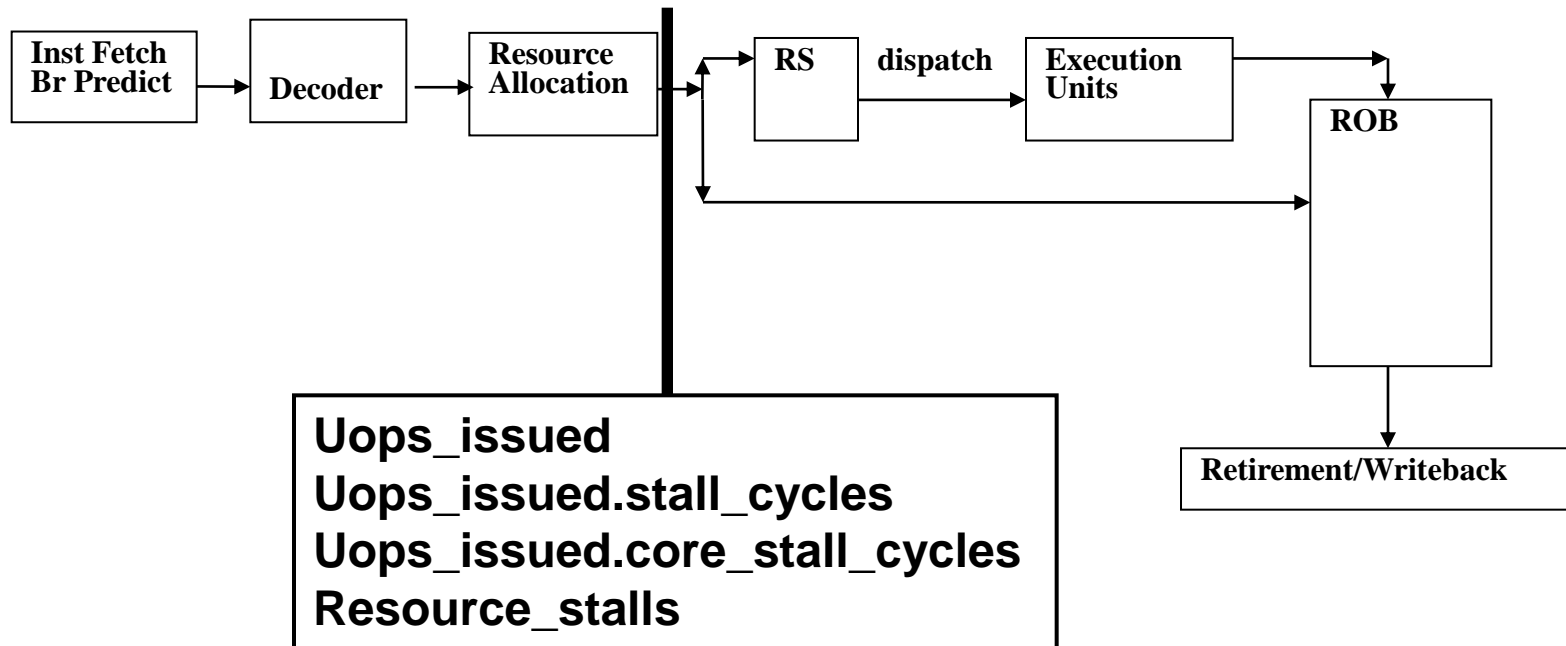 Inst Fetch
Br Predict
Decoder
Resource
Allocation
RS
dispatch
Execution
Units
ROB
Uops_issued
Uops_issued.stall_cycles
Uops_issued.core_stall_cycles
Resource_stalls
Retirement/Writeback